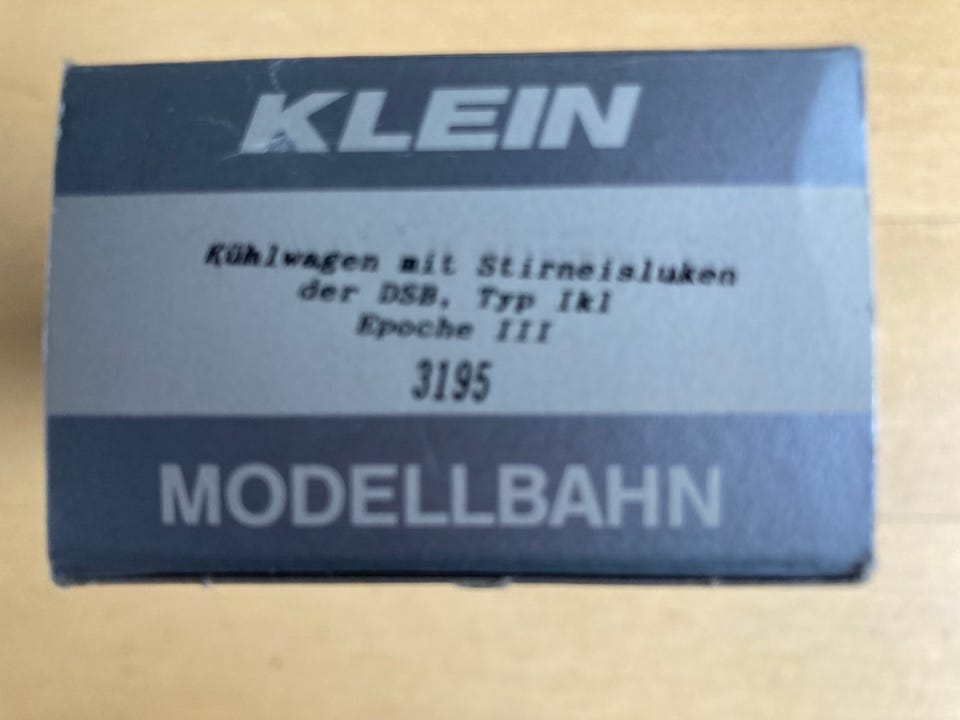 KLEIN
Kühlwagen mit Stirneisluken
der DSB, Typ Ikl
Epoche III
3195
MODELLBAHN